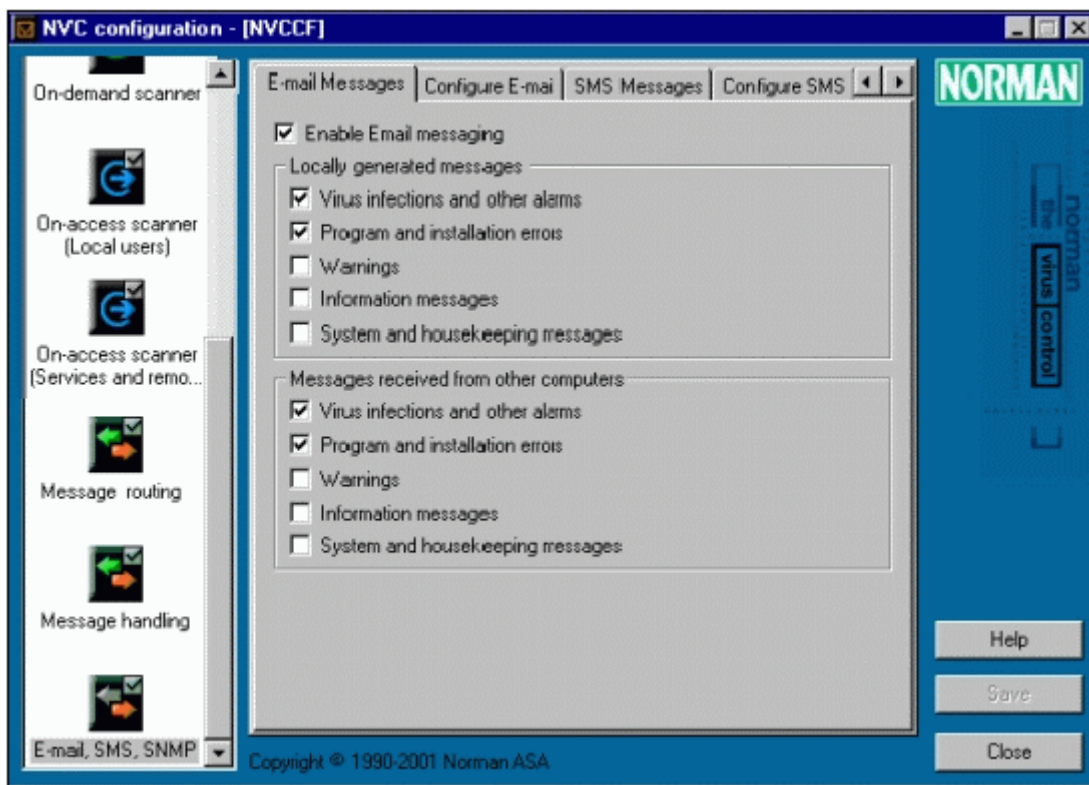 NVC configuration - [NVCCF]
On-demand scanner
On-access scanner
(Local users)
On-access scanner
(Services and remo...
Message routing
Message handling
E-mail, SMS, SNMP
E-mail Messages
Configure E-mai
SMS Messages
Configure SMS
Enable Email messaging
Locally generated messages
Virus infections and other alarms
Program and installation errors
Warnings
Information messages
System and housekeeping messages
Messages received from other computers
Virus infections and other alarms
Program and installation errors
Warnings
Information messages
System and housekeeping messages
Copyright © 1990-2001 Norman ASA
NORMAN
norman
the virus control
Help
Save
Close